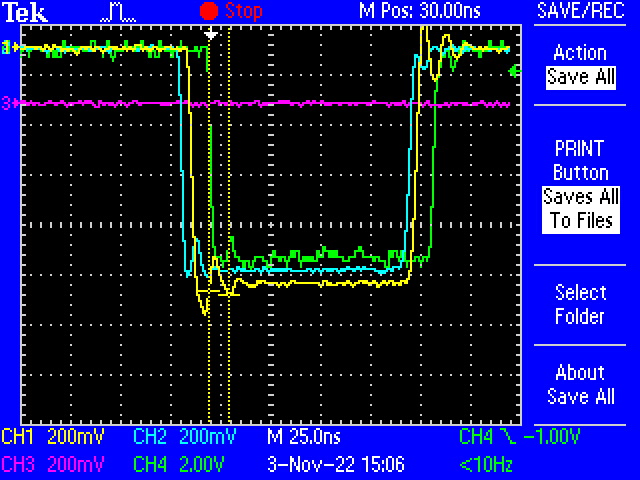 Tek Stop M Pos: 30.00ns SAVE/REC
Action
Save All
3
PRINT
Button
Saves All
To Files
Select
Folder
About
Save All
CH1 200mV CH2 200mV M 25.0ns CH4 -1.00V
CH3 200mV CH4 2.00V 3-Nov-22 15:06 <10Hz